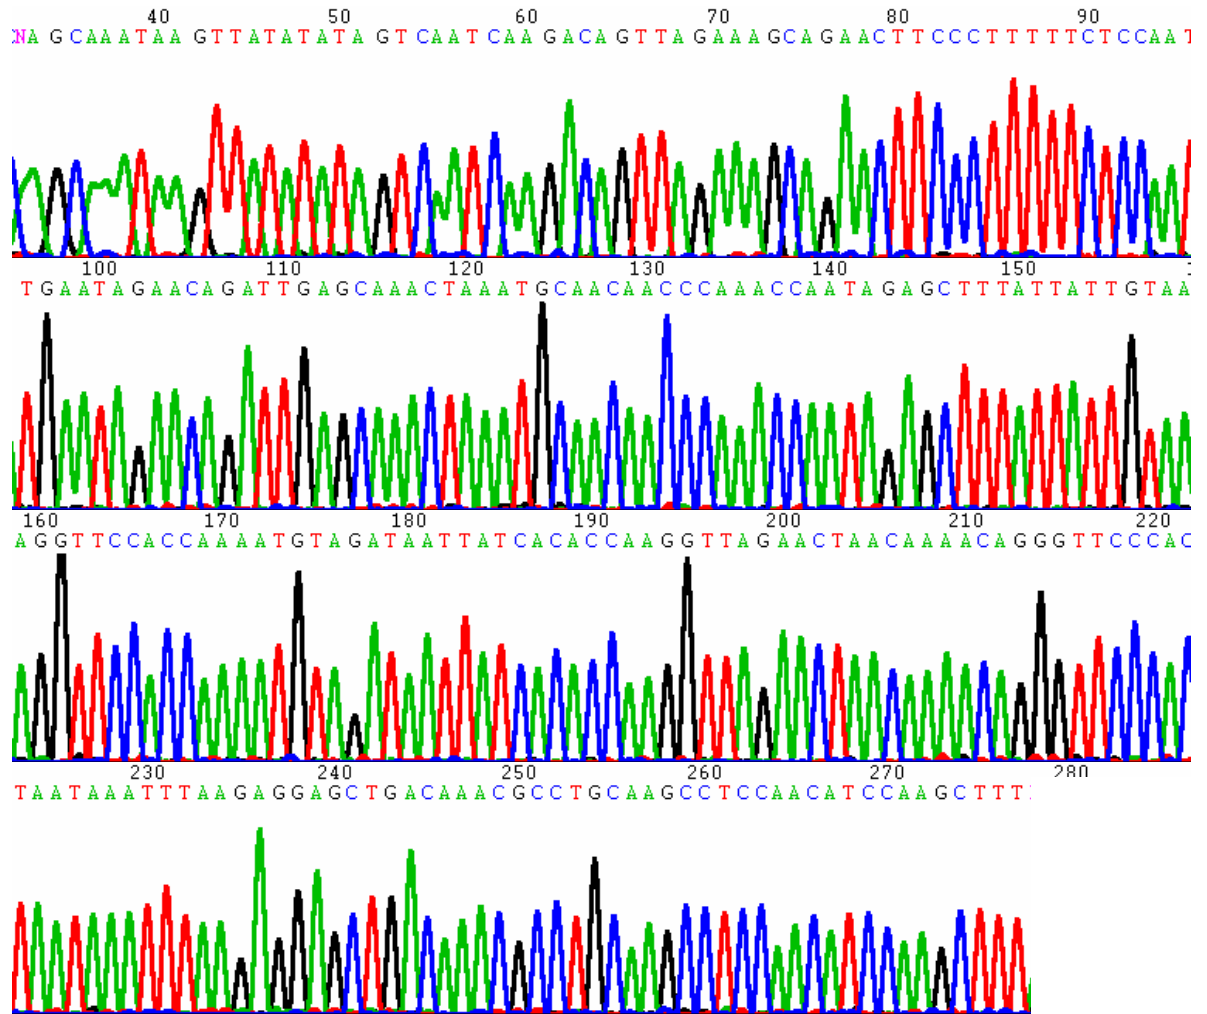 40 50 60 70 80 90
NAGCAAATAAGTTATATATAGTCAATCAAGACAGTTAGAAAGCAGAACTTCCCTTTTTCTCCAAT
100 110 120 130 140 150
TGAATAGAACAGATTGAGCAAACTAAATGCAACAACCCAAACCAATAGAGCTTTATTATTGTAA
160 170 180 190 200 210 220
AGGTTCCACCAAAATGTAGATAATTATCACACCAAGGTTAGAACTAACAAAACAGGGTTCCCAC
230 240 250 260 270 280
TAATAAATTTAAGAGGAGCTGACAAACGCCTGCAAGCCTCCAACATCCAAGCTTT